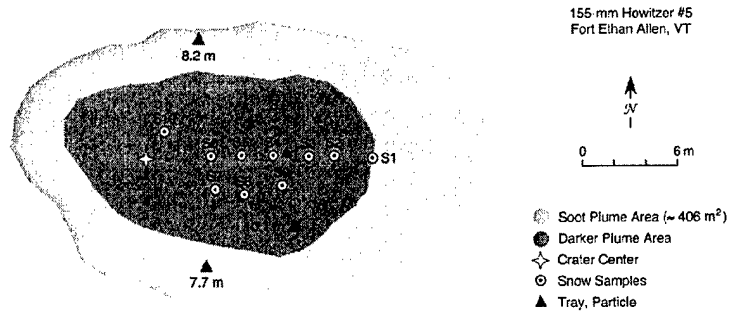 155-mm Howitzer #5
Fort Ethan Allen, VT
8.2 m
N
0 6 m
S1
Soot Plume Area (~ 406 m²)
Darker Plume Area
Crater Center
Snow Samples
Tray, Particle
7.7 m